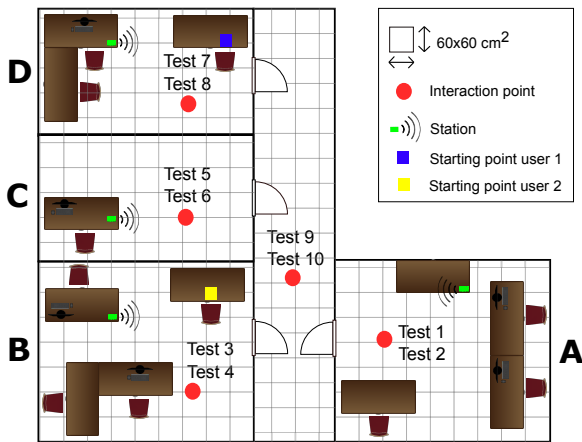 D
Test 7
Test 8
C
Test 5
Test 6
Test 9
Test 10
B
Test 3
Test 4
Test 1
Test 2
A
60x60 cm2
Interaction point
Station
Starting point user 1
Starting point user 2